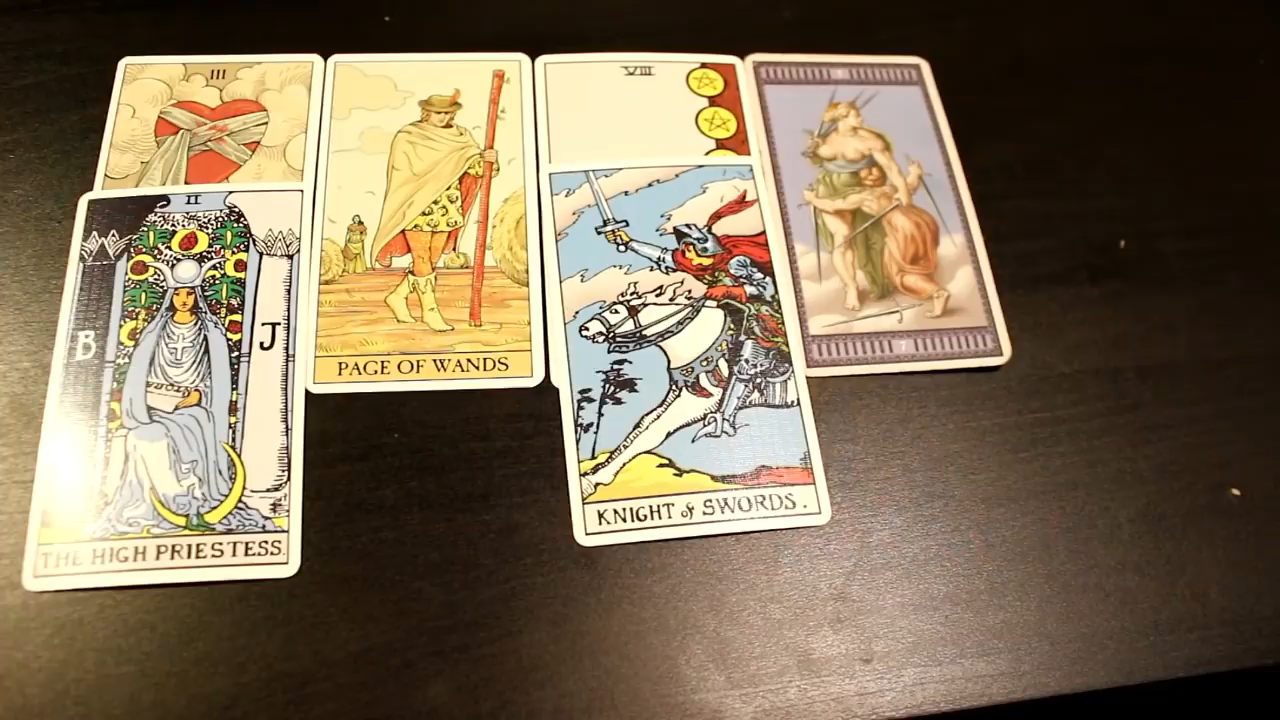 III
PAGE OF WANDS
VIII
7
II
B
J
THE HIGH PRIESTESS.
KNIGHT of SWORDS.